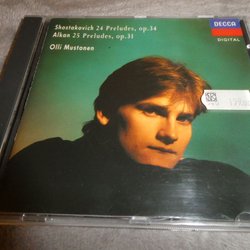 Shostakovich 24 Preludes, op.34
Alkan 25 Preludes, op.31
Olli Mustonen
DECCA
DIGITAL